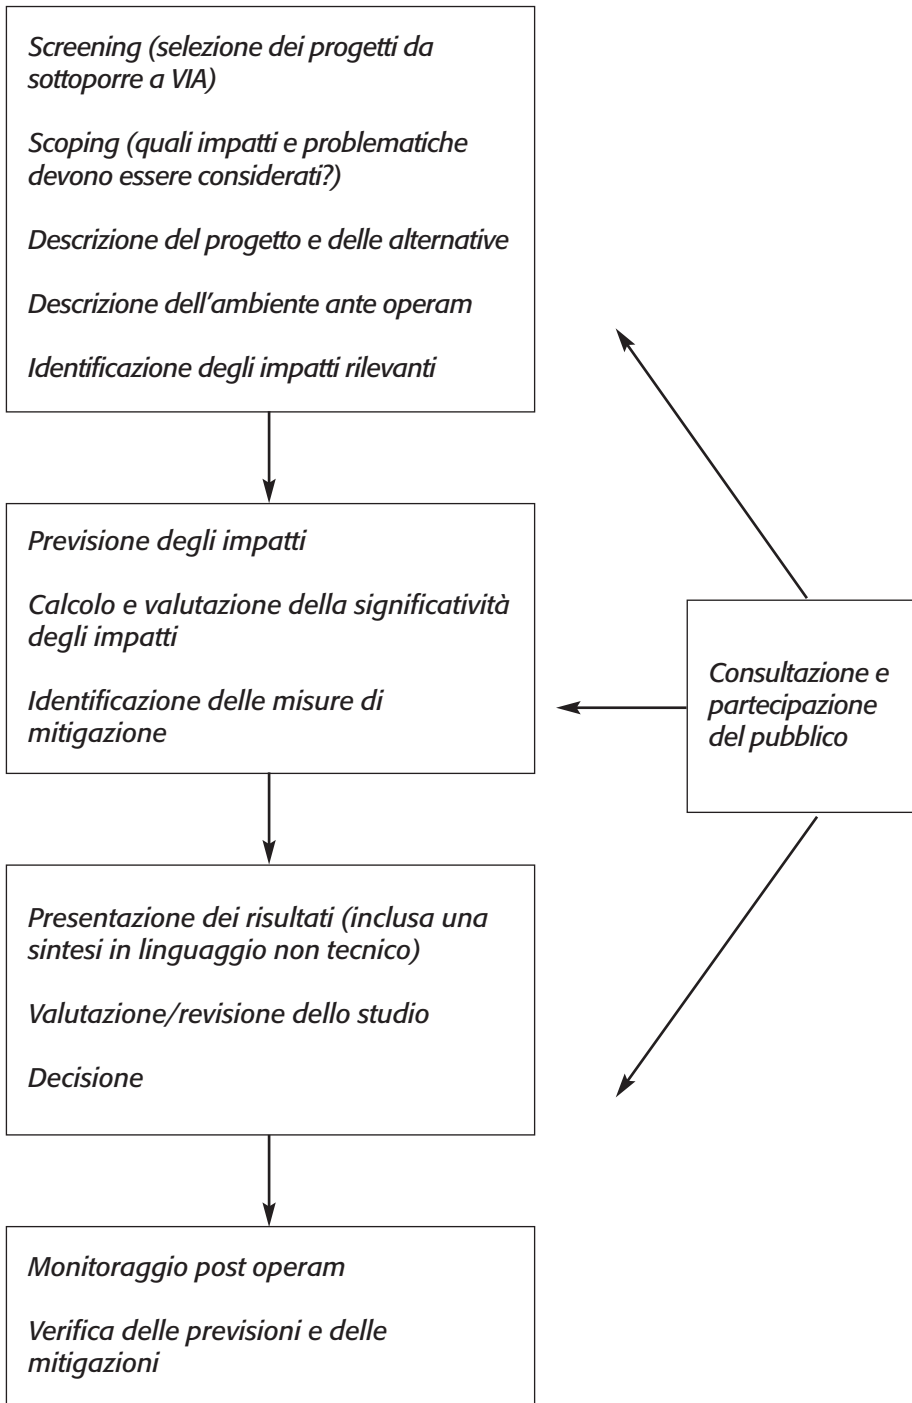 Screening (selezione dei progetti da
sottoporre a VIA)
Scoping (quali impatti e problematiche
devono essere considerati?)
Descrizione del progetto e delle alternative
Descrizione dell’ambiente ante operam
Identificazione degli impatti rilevanti
Previsione degli impatti
Calcolo e valutazione della significatività
degli impatti
Identificazione delle misure di
mitigazione
Consultazione e
partecipazione
del pubblico
Presentazione dei risultati (inclusa una
sintesi in linguaggio non tecnico)
Valutazione/revisione dello studio
Decisione
Monitoraggio post operam
Verifica delle previsioni e delle
mitigazioni